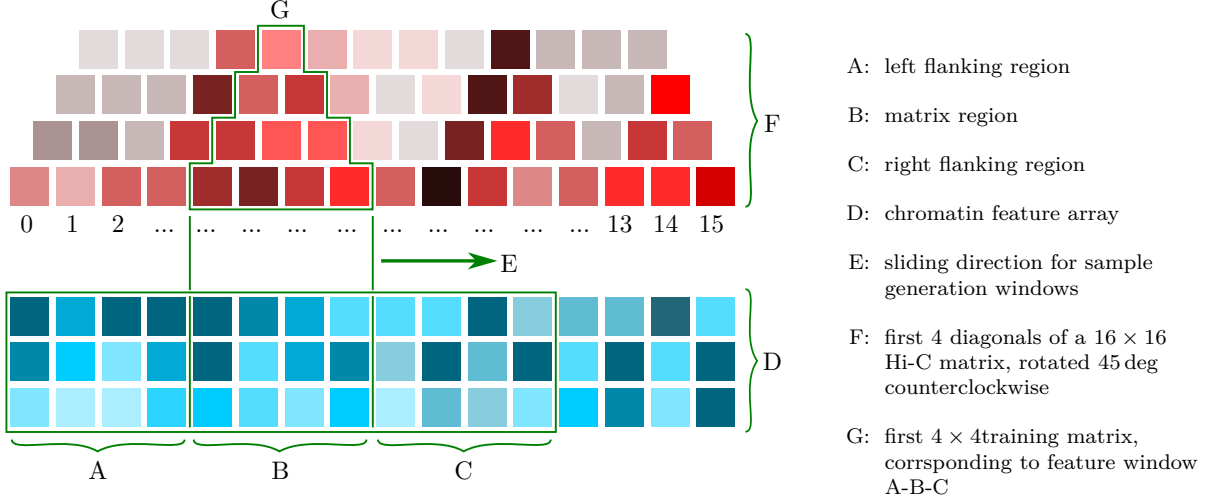 G
F
0 1 2 ... ... ... ... ... ... ... ... ... ... 13 14 15
E
D
A B C
A: left flanking region
B: matrix region
C: right flanking region
D: chromatin feature array
E: sliding direction for sample
generation windows
F: first 4 diagonals of a 16 × 16
Hi-C matrix, rotated 45 deg
counterclockwise
G: first 4 × 4training matrix,
corrsponding to feature window
A-B-C